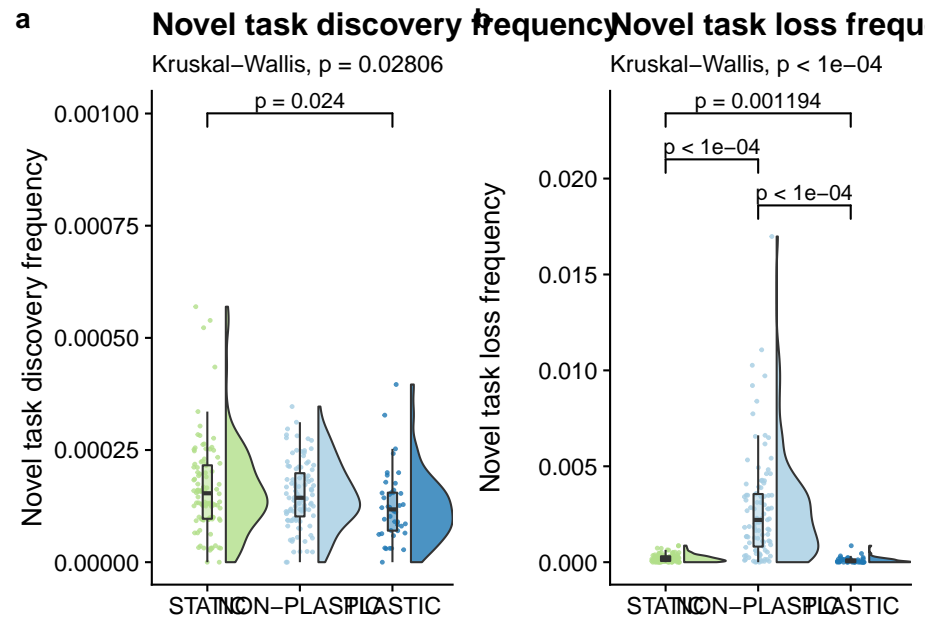 a
Novel task discovery frequency
Kruskal−Wallis, p = 0.02806
p = 0.024
0.00100
0.00075
0.00050
0.00025
0.00000
Novel task discovery frequency
STATIC
NON−PLASTIC
PLASTIC
b
Novel task loss frequ
Kruskal−Wallis, p < 1e−04
p = 0.001194
p < 1e−04
p < 1e−04
0.020
0.015
0.010
0.005
0.000
Novel task loss frequency
STATIC
NON−PLASTIC
PLASTIC